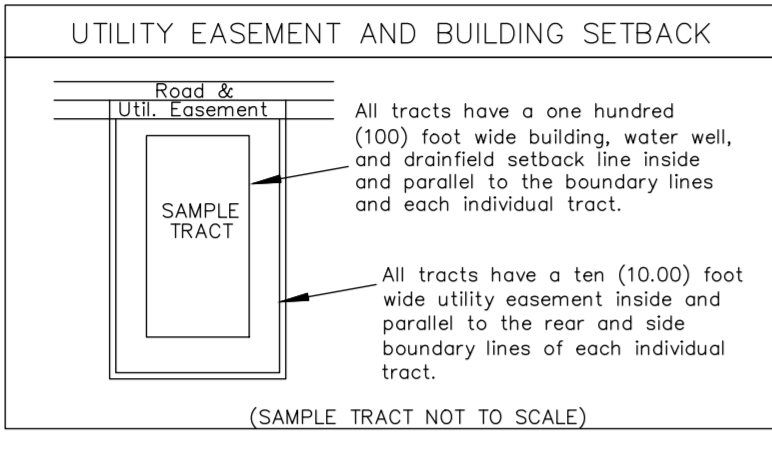 UTILITY EASEMENT AND BUILDING SETBACK
Road &
Util. Easement
All tracts have a one hundred
(100) foot wide building, water well,
and drainfield setback line inside
and parallel to the boundary lines
and each individual tract.
SAMPLE
TRACT
All tracts have a ten (10.00) foot
wide utility easement inside and
parallel to the rear and side
boundary lines of each individual
tract.
(SAMPLE TRACT NOT TO SCALE)